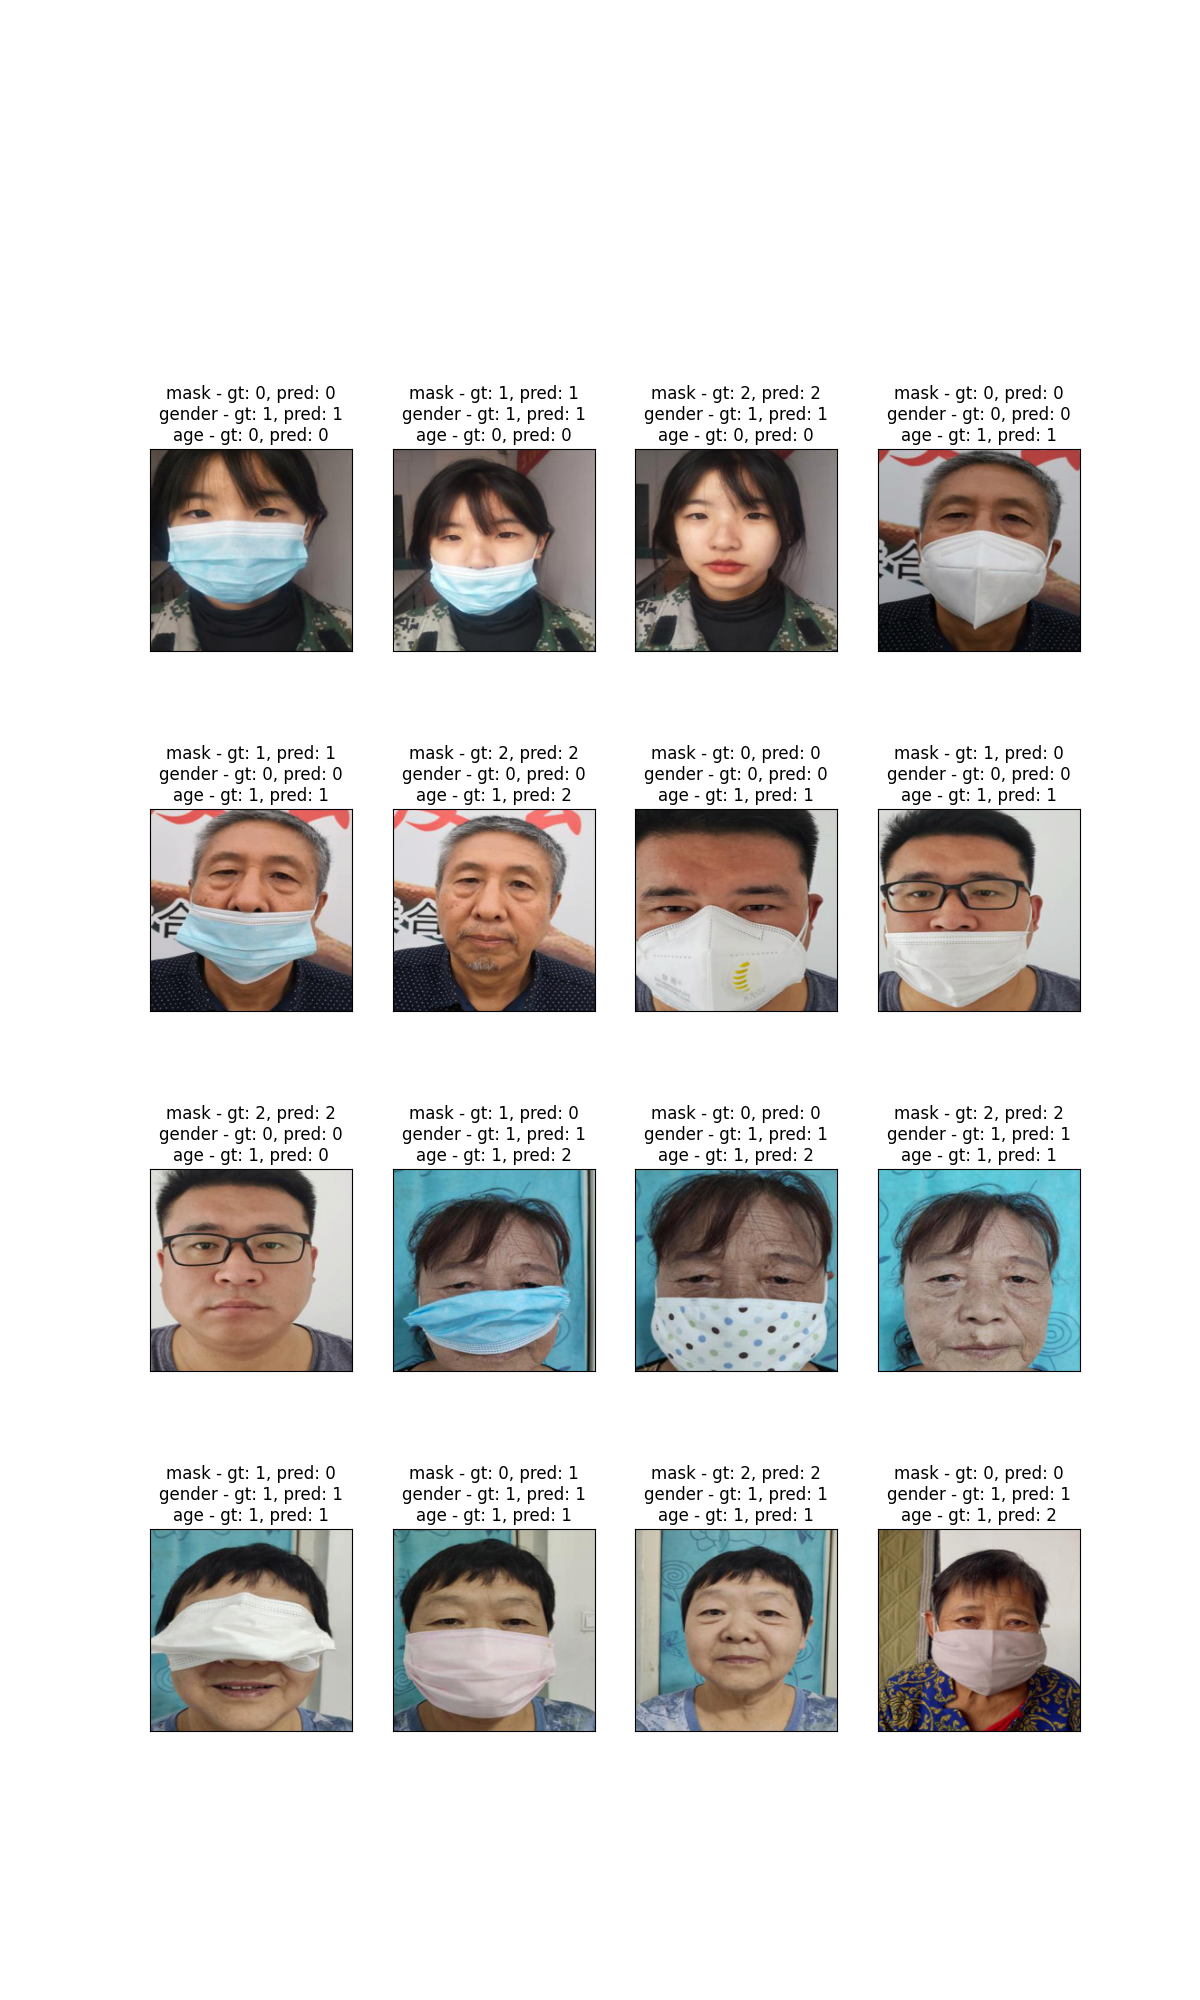 mask - gt: 0, pred: 0
gender - gt: 1, pred: 1
age - gt: 0, pred: 0
mask - gt: 1, pred: 1
gender - gt: 1, pred: 1
age - gt: 0, pred: 0
mask - gt: 2, pred: 2
gender - gt: 1, pred: 1
age - gt: 0, pred: 0
mask - gt: 0, pred: 0
gender - gt: 0, pred: 0
age - gt: 1, pred: 1
合
mask - gt: 1, pred: 1
gender - gt: 0, pred: 0
age - gt: 1, pred: 1
合
mask - gt: 2, pred: 2
gender - gt: 0, pred: 0
age - gt: 1, pred: 2
合
mask - gt: 0, pred: 0
gender - gt: 0, pred: 0
age - gt: 1, pred: 1
mask - gt: 1, pred: 0
gender - gt: 0, pred: 0
age - gt: 1, pred: 1
mask - gt: 2, pred: 2
gender - gt: 0, pred: 0
age - gt: 1, pred: 0
mask - gt: 1, pred: 0
gender - gt: 1, pred: 1
age - gt: 1, pred: 2
mask - gt: 0, pred: 0
gender - gt: 1, pred: 1
age - gt: 1, pred: 2
mask - gt: 2, pred: 2
gender - gt: 1, pred: 1
age - gt: 1, pred: 1
mask - gt: 1, pred: 0
gender - gt: 1, pred: 1
age - gt: 1, pred: 1
mask - gt: 0, pred: 1
gender - gt: 1, pred: 1
age - gt: 1, pred: 1
mask - gt: 2, pred: 2
gender - gt: 1, pred: 1
age - gt: 1, pred: 1
mask - gt: 0, pred: 0
gender - gt: 1, pred: 1
age - gt: 1, pred: 2